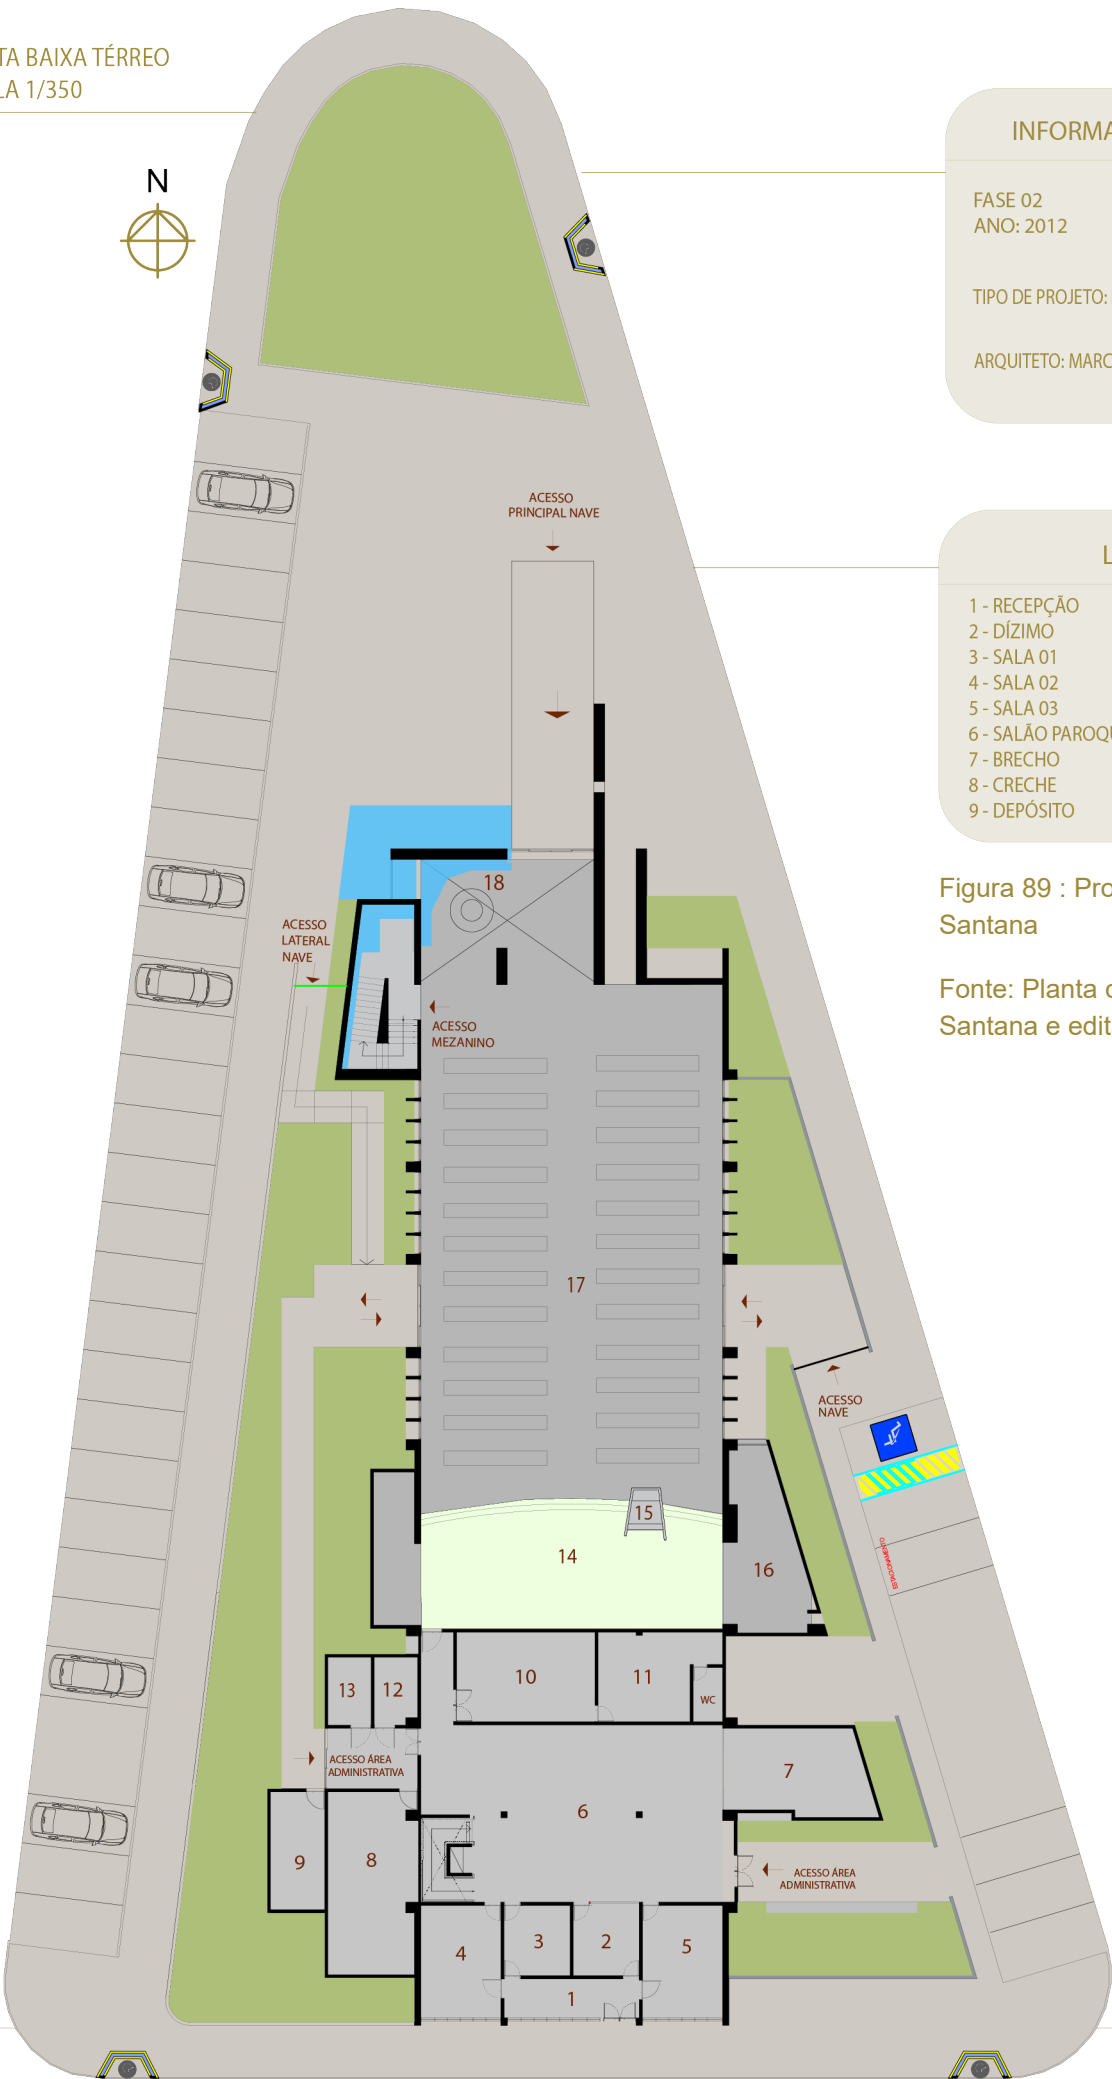 TA BAIXA TÉRREO
LA 1/350
N
INFORMA
FASE 02
ANO: 2012
TIPO DE PROJETO:
ARQUITETO: MARC
ACESSO
PRINCIPAL NAVE
L
1 - RECEPÇÃO
2 - DÍZIMO
3 - SALA 01
4 - SALA 02
5 - SALA 03
6 - SALÃO PAROQU
7 - BRECHO
8 - CRECHE
9 - DEPÓSITO
Figura 89 : Pro
Santana
Fonte: Planta d
Santana e edit
18
ACESSO
LATERAL
NAVE
ACESSO
MEZANINO
17
ACESSO
NAVE
ESTACIONAMENTO
15
14
16
10
11
WC
13
12
ACESSO ÁREA
ADMINISTRATIVA
7
6
9
8
ACESSO ÁREA
ADMINISTRATIVA
4
3
2
5
1